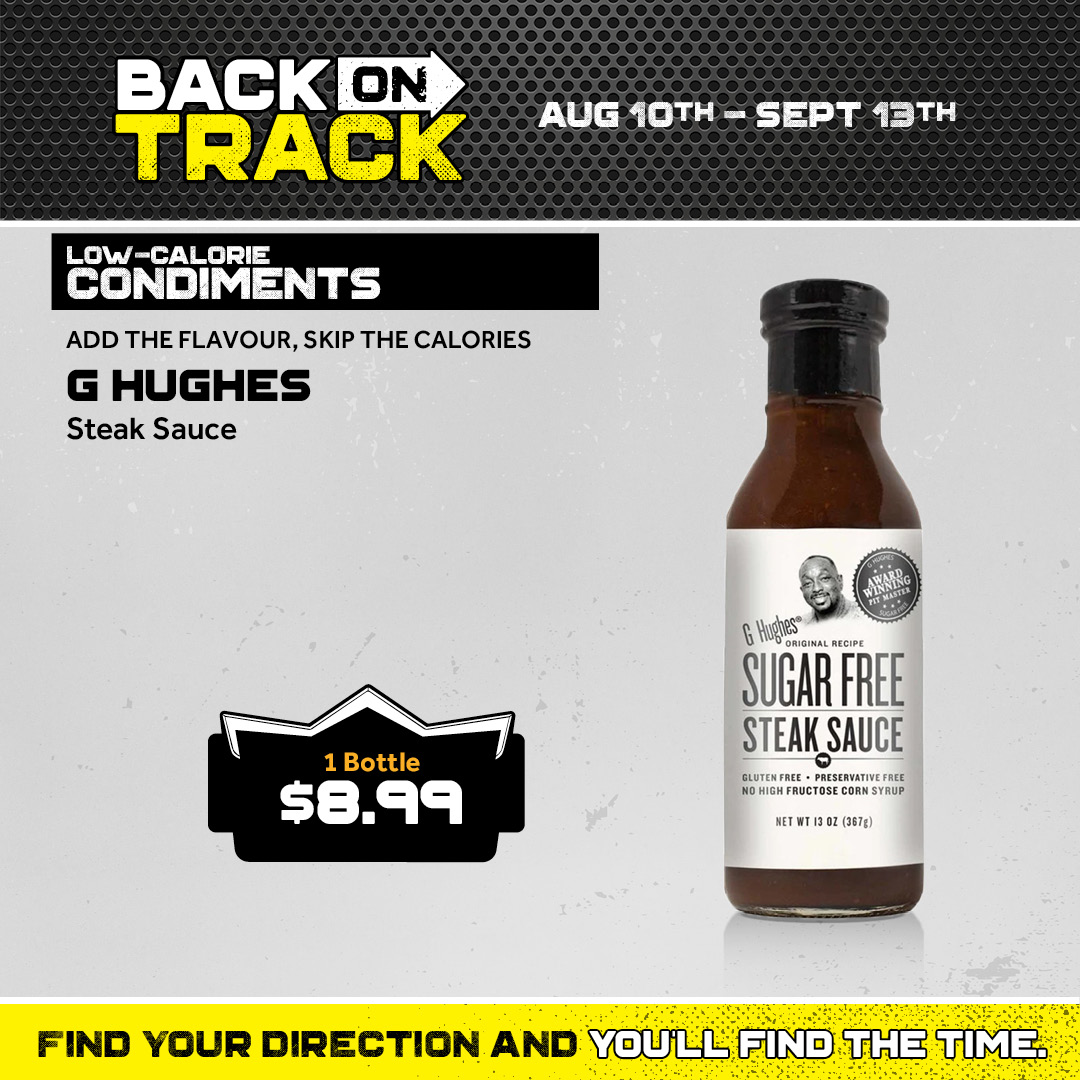 BACK ON
TRACK
AUG 10TH – SEPT 13TH
LOW-CALORIE
CONDIMENTS
ADD THE FLAVOUR, SKIP THE CALORIES
G HUGHES
Steak Sauce
1 Bottle
$8.99
G HUGHES
AWARD
WINNING
PIT MASTER
SUGAR FREE
G Hughes®
ORIGINAL RECIPE
SUGAR FREE
STEAK SAUCE
GLUTEN FREE • PRESERVATIVE FREE
NO HIGH FRUCTOSE CORN SYRUP
NET WT 13 OZ (367g)
FIND YOUR DIRECTION AND YOU'LL FIND THE TIME.